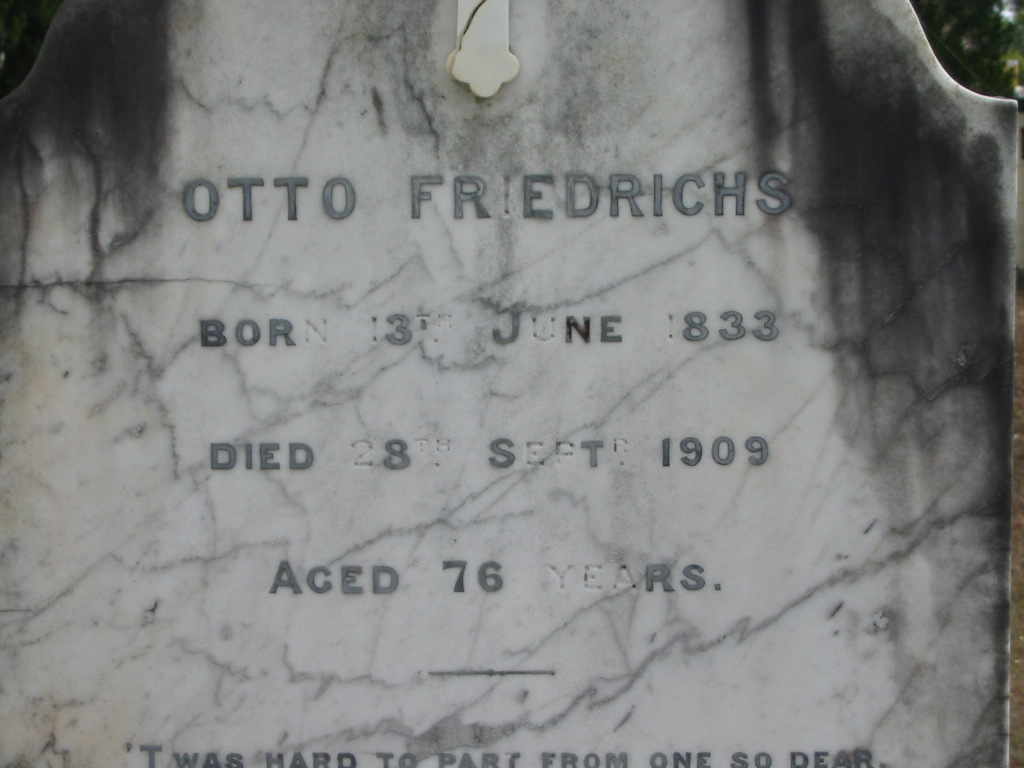 OTTO FRIEDRICHS
BORN 13TH JUNE 1833
DIED 28TH SEPTR 1909
AGED 76 YEARS.
'TWAS HARD TO PART FROM ONE SO DEAR,